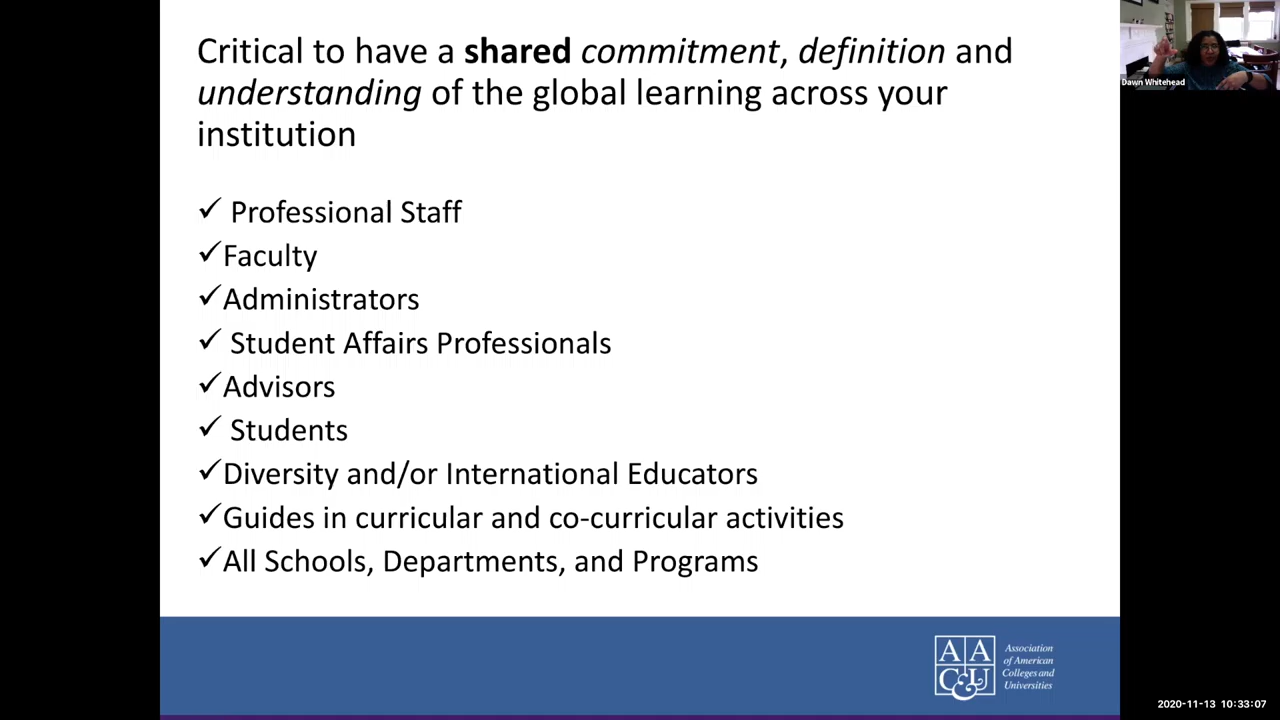 Critical to have a shared commitment, definition and
understanding of the global learning across your
institution
✓ Professional Staff
✓Faculty
✓Administrators
✓ Student Affairs Professionals
✓Advisors
✓ Students
✓Diversity and/or International Educators
✓Guides in curricular and co-curricular activities
✓All Schools, Departments, and Programs
Dawn Whitehead
AA
C&U
Association
of American
Colleges and
Universities
2020-11-13 10:33:07